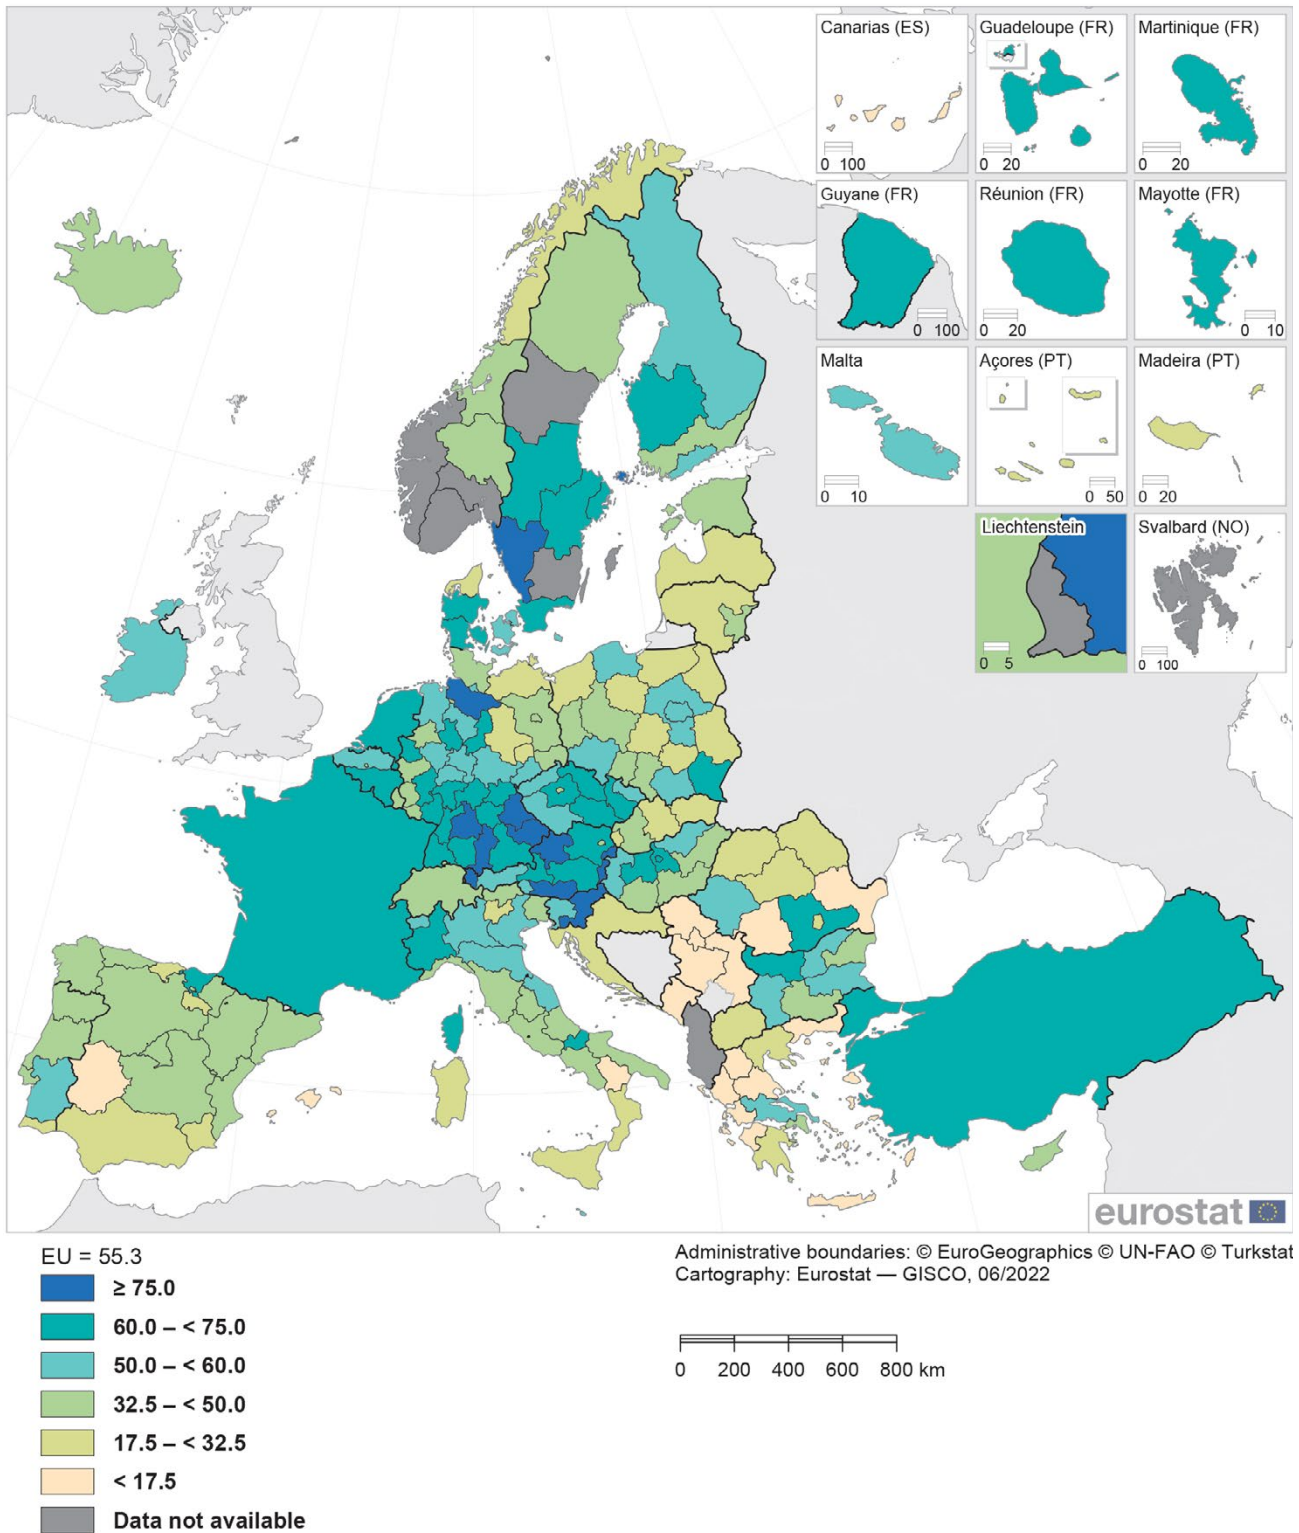 Canarias (ES)
0 100
Guadeloupe (FR)
0 20
Martinique (FR)
0 20
Guyane (FR)
0 100
Réunion (FR)
0 20
Mayotte (FR)
0 10
Malta
0 10
Açores (PT)
0 50
Madeira (PT)
0 20
Liechtenstein
0 5
Svalbard (NO)
0 100
eurostat
EU = 55.3
≥ 75.0
60.0 – < 75.0
50.0 – < 60.0
32.5 – < 50.0
17.5 – < 32.5
< 17.5
Data not available
Administrative boundaries: © EuroGeographics © UN-FAO © Turkstat
Cartography: Eurostat — GISCO, 06/2022
0 200 400 600 800 km